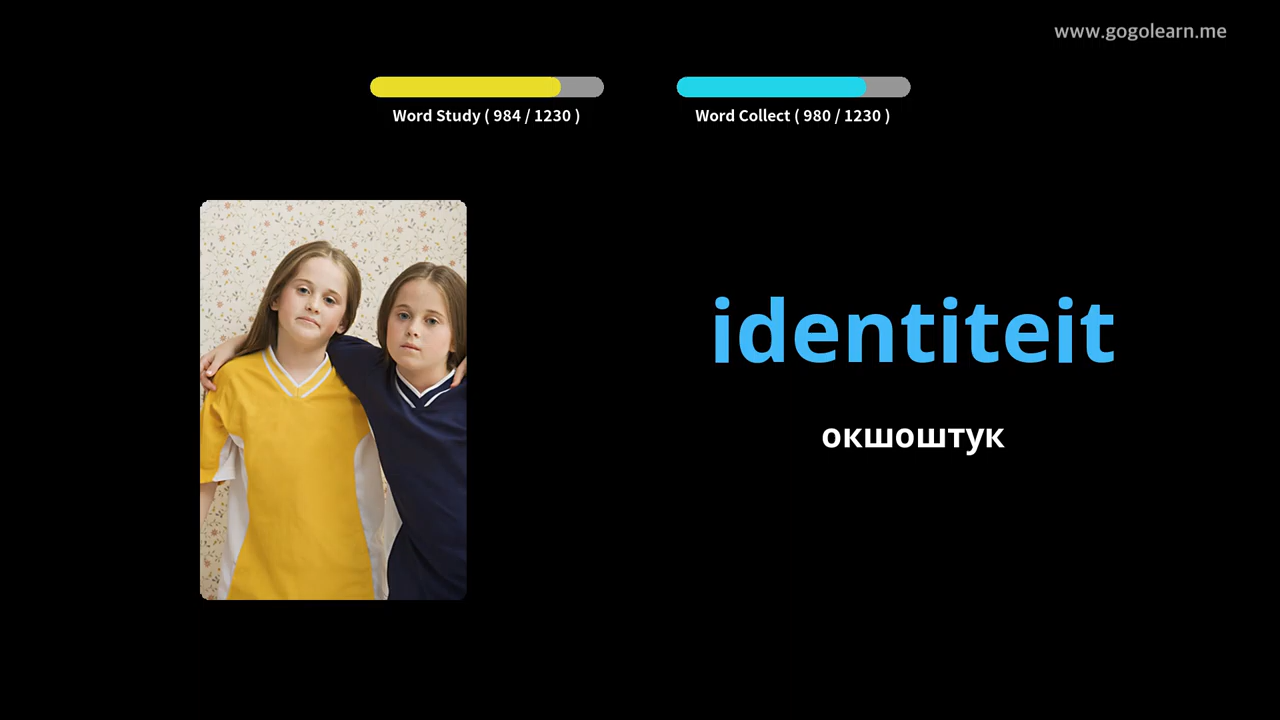 www.gogolearn.me
Word Study ( 984 / 1230 )
Word Collect ( 980 / 1230 )
identiteit
окшоштук